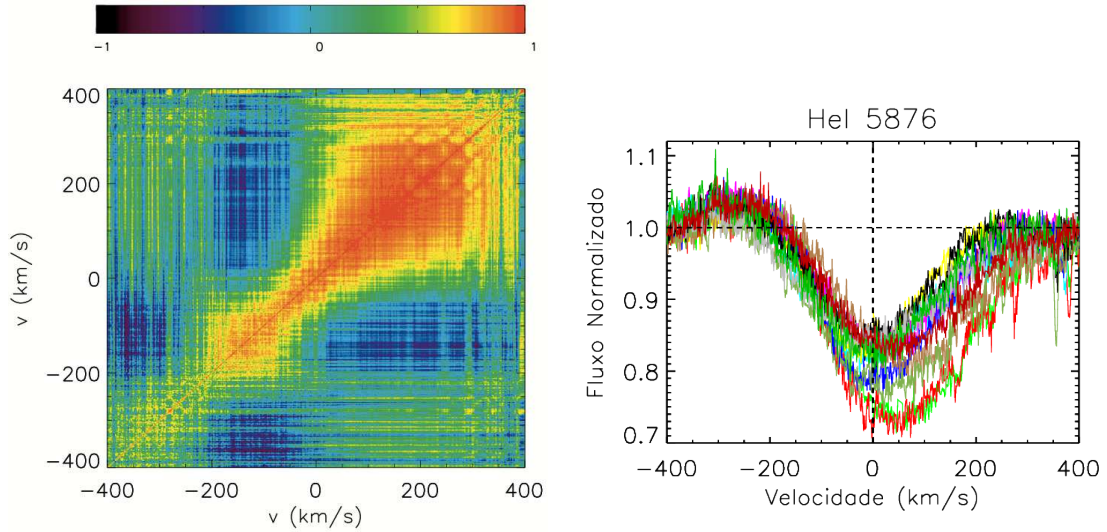 -1 0 1
400
200
0
-200
-400
v (km/s)
-400 -200 0 200 400
v (km/s)
HeI 5876
1.1
1.0
0.9
0.8
0.7
Fluxo Normalizado
-400 -200 0 200 400
Velocidade (km/s)